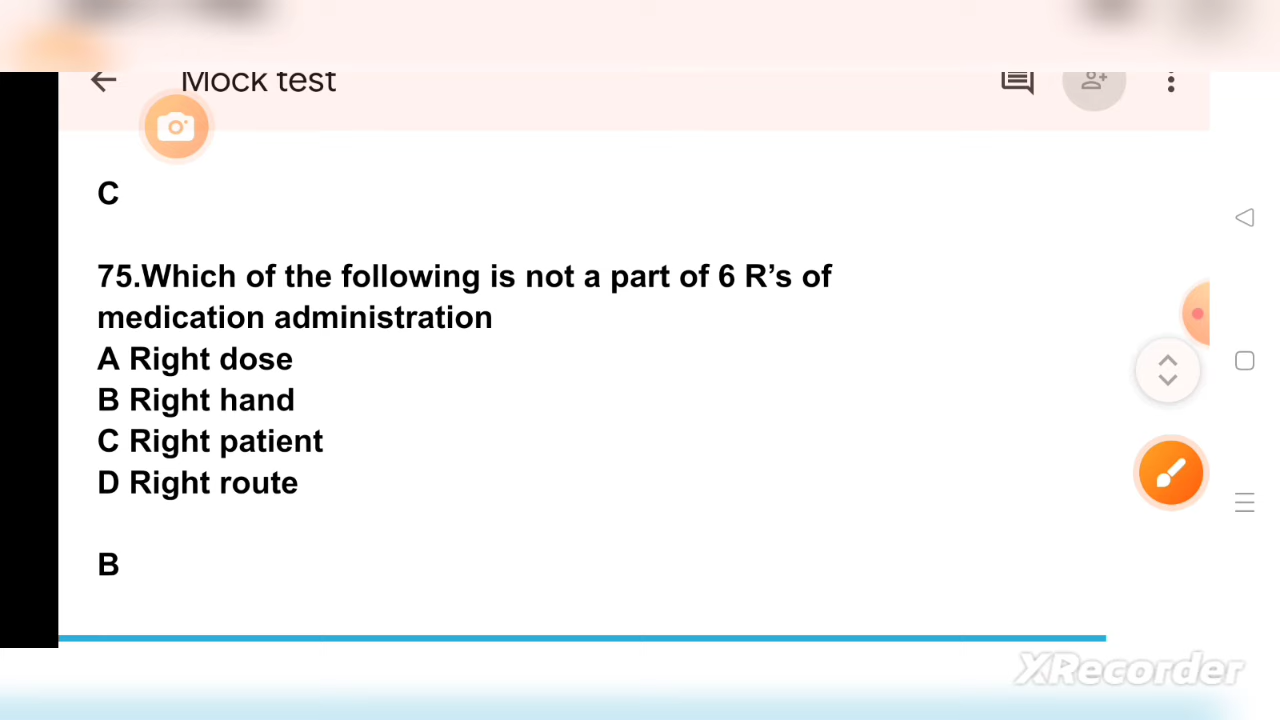 Mock test
C
75.Which of the following is not a part of 6 R’s of
medication administration
A Right dose
B Right hand
C Right patient
D Right route
B
XRecorder